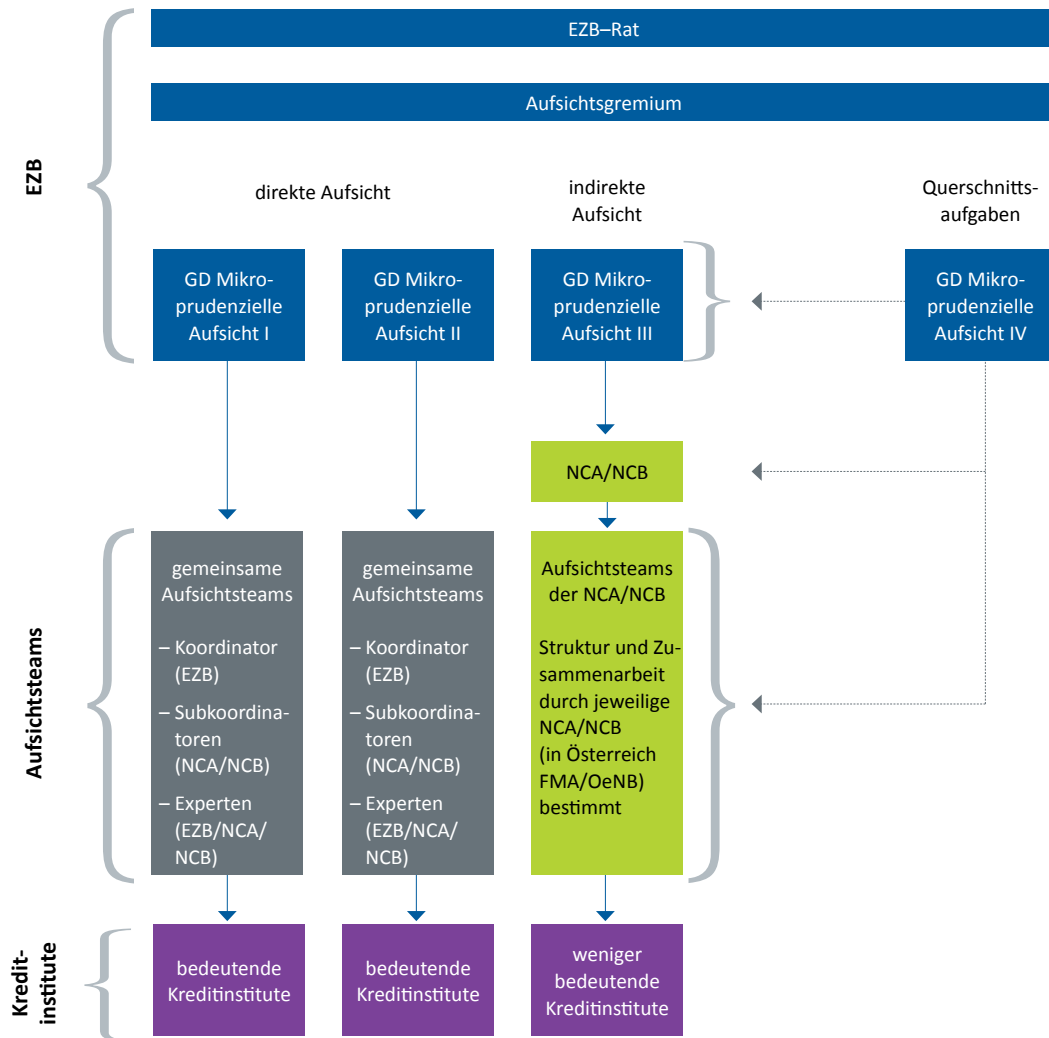 EZB
EZB–Rat
Aufsichtsgremium
direkte Aufsicht
indirekte
Aufsicht
Querschnitts-
aufgaben
GD Mikro-
prudenzielle
Aufsicht I
GD Mikro-
prudenzielle
Aufsicht II
GD Mikro-
prudenzielle
Aufsicht III
GD Mikro-
prudenzielle
Aufsicht IV
NCA/NCB
Aufsichtsteams
gemeinsame
Aufsichtsteams
– Koordinator
(EZB)
– Subkoordina-
toren
(NCA/NCB)
– Experten
(EZB/NCA/
NCB)
gemeinsame
Aufsichtsteams
– Koordinator
(EZB)
– Subkoordina-
toren
(NCA/NCB)
– Experten
(EZB/NCA/
NCB)
Aufsichtsteams
der NCA/NCB
Struktur und Zu-
sammenarbeit
durch jeweilige
NCA/NCB
(in Österreich
FMA/OeNB)
bestimmt
Kredit-
institute
bedeutende
Kreditinstitute
bedeutende
Kreditinstitute
weniger
bedeutende
Kreditinstitute